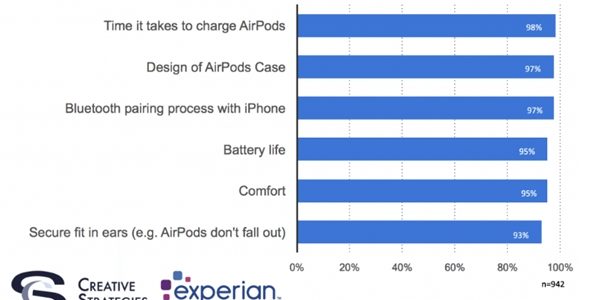 Time it takes to charge AirPods 98%
Design of AirPods Case 97%
Bluetooth pairing process with iPhone 97%
Battery life 95%
Comfort 95%
Secure fit in ears (e.g. AirPods don't fall out) 93%
0% 20% 40% 60% 80% 100%
n=942
CREATIVE
STRATEGIES
experian™